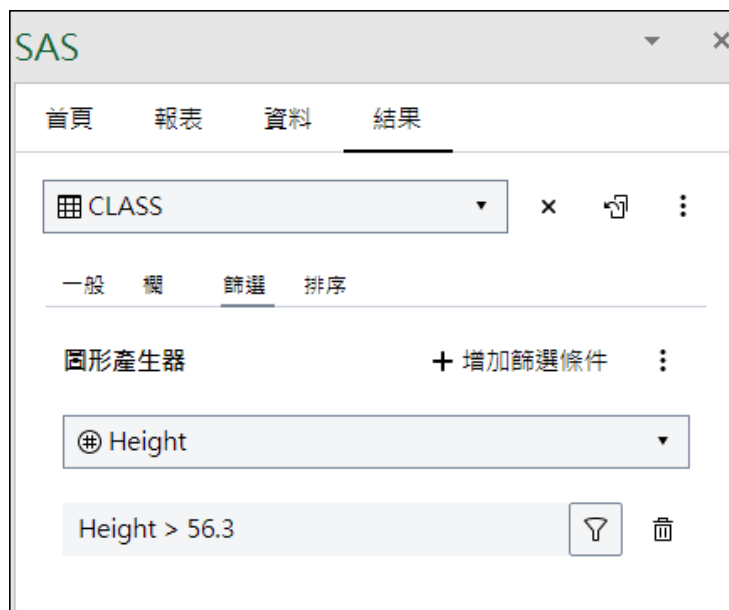 SAS
首頁 報表 資料 結果
CLASS
一般 欄 篩選 排序
圖形產生器 + 增加篩選條件
Height
Height > 56.3